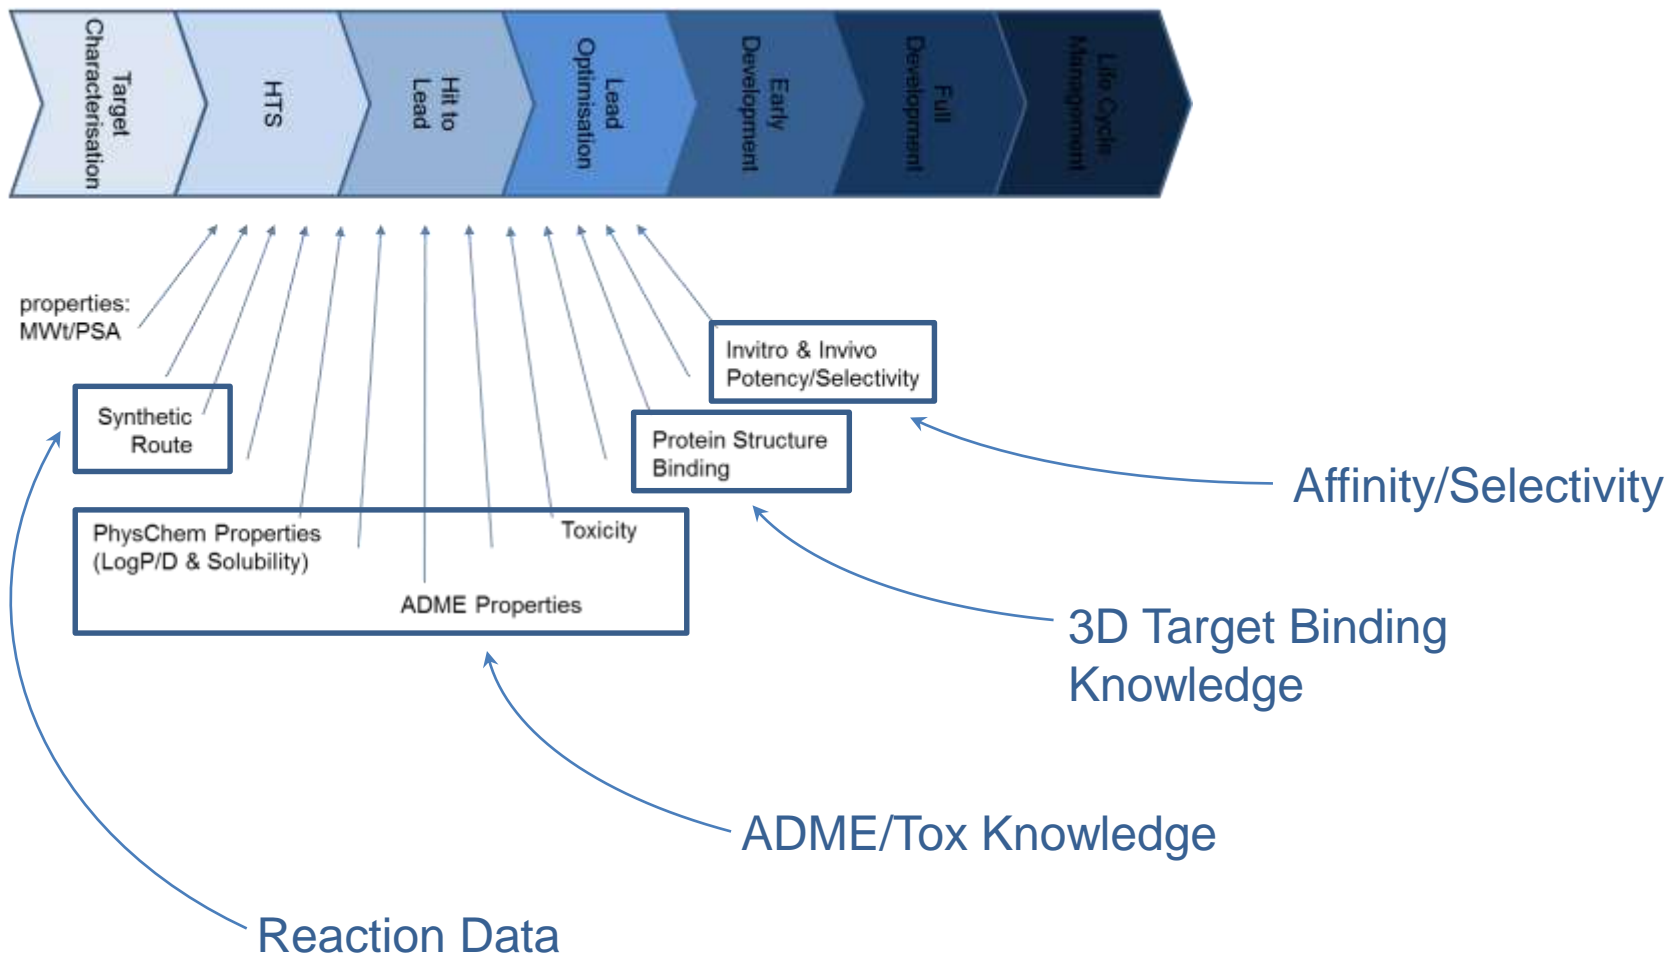 Target
Characterisation
HTS
Hit to
Lead
Lead
Optimisation
Early
Development
Full
Development
Life Cycle
Management
properties:
MWt/PSA
Invitro & Invivo
Potency/Selectivity
Synthetic
Route
Protein Structure
Binding
Affinity/Selectivity
PhysChem Properties
(LogP/D & Solubility)
Toxicity
ADME Properties
3D Target Binding
Knowledge
ADME/Tox Knowledge
Reaction Data